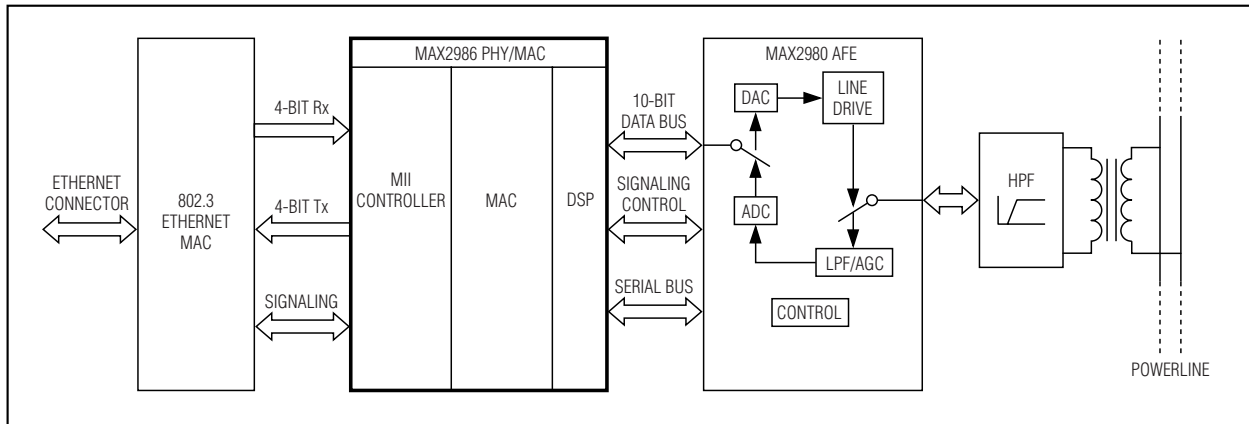 ETHERNET
CONNECTOR
802.3
ETHERNET
MAC
4-BIT Rx
4-BIT Tx
SIGNALING
MAX2986 PHY/MAC
MII
CONTROLLER
MAC
DSP
10-BIT
DATA BUS
SIGNALING
CONTROL
SERIAL BUS
MAX2980 AFE
DAC
LINE
DRIVE
ADC
LPF/AGC
CONTROL
HPF
POWERLINE